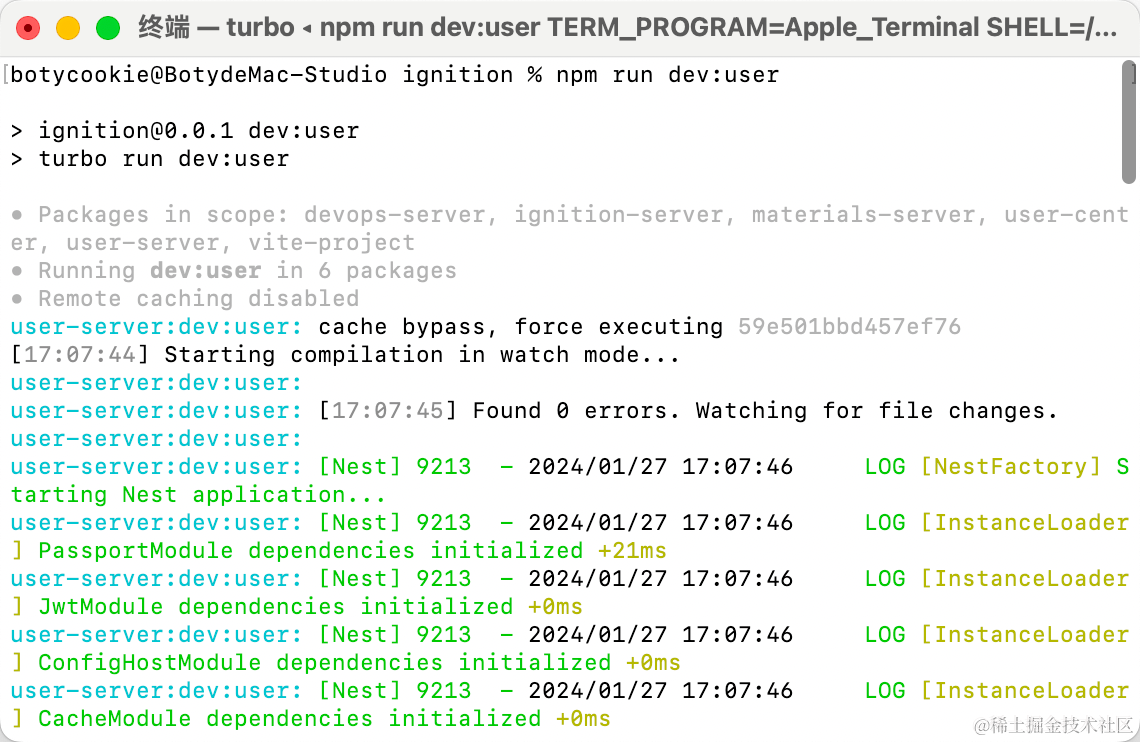 终端 — turbo ◂ npm run dev:user TERM_PROGRAM=Apple_Terminal SHELL=/...
[botycookie@BotydeMac-Studio ignition % npm run dev:user ]
> ignition@0.0.1 dev:user
> turbo run dev:user
• Packages in scope: devops-server, ignition-server, materials-server, user-cent
er, user-server, vite-project
• Running dev:user in 6 packages
• Remote caching disabled
user-server:dev:user: cache bypass, force executing 59e501bbd457ef76
[17:07:44] Starting compilation in watch mode...
user-server:dev:user:
user-server:dev:user: [17:07:45] Found 0 errors. Watching for file changes.
user-server:dev:user:
user-server:dev:user: [Nest] 9213  - 2024/01/27 17:07:46     LOG [NestFactory] S
tarting Nest application...
user-server:dev:user: [Nest] 9213  - 2024/01/27 17:07:46     LOG [InstanceLoader
] PassportModule dependencies initialized +21ms
user-server:dev:user: [Nest] 9213  - 2024/01/27 17:07:46     LOG [InstanceLoader
] JwtModule dependencies initialized +0ms
user-server:dev:user: [Nest] 9213  - 2024/01/27 17:07:46     LOG [InstanceLoader
] ConfigHostModule dependencies initialized +0ms
user-server:dev:user: [Nest] 9213  - 2024/01/27 17:07:46     LOG [InstanceLoader
] CacheModule dependencies initialized +0ms
@稀土掘金技术社区